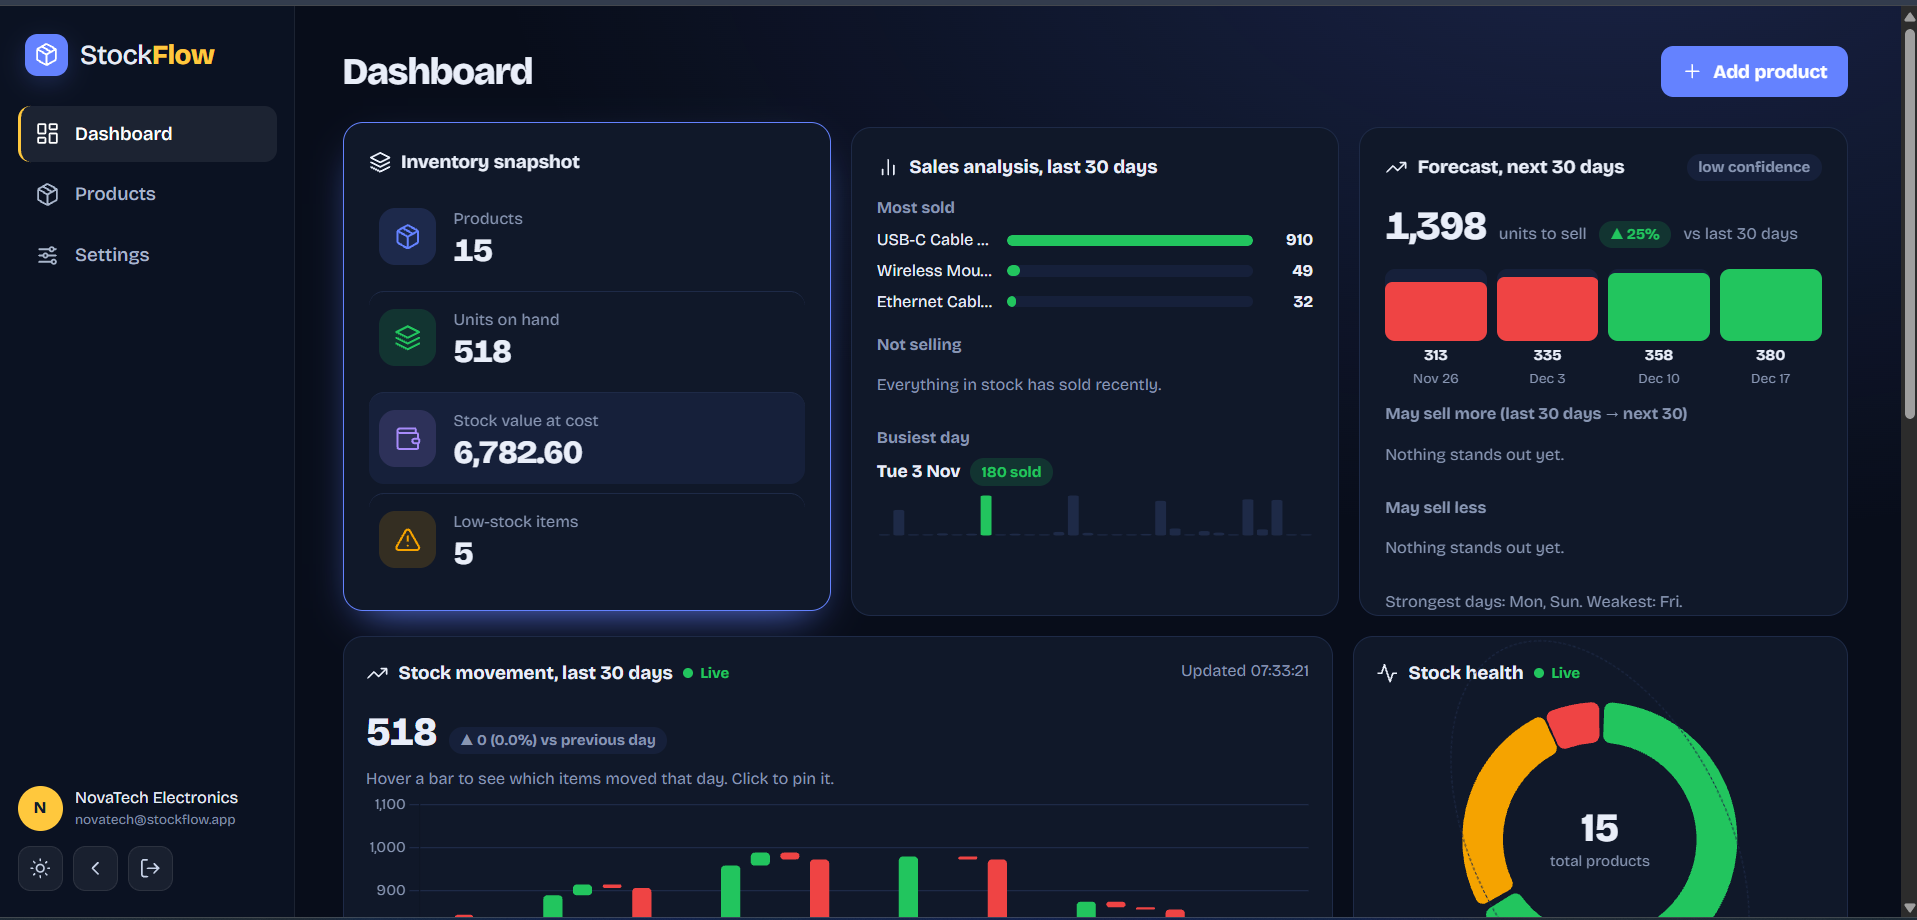 StockFlow
Dashboard
Products
Settings
NovaTech Electronics
novatech@stockflow.app
N
Dashboard
Add product
Inventory snapshot
Products
15
Units on hand
518
Stock value at cost
6,782.60
Low-stock items
5
Sales analysis, last 30 days
Most sold
USB-C Cable ... 910
Wireless Mou... 49
Ethernet Cabl... 32
Not selling
Everything in stock has sold recently.
Busiest day
Tue 3 Nov 180 sold
Forecast, next 30 days low confidence
1,398 units to sell ▲ 25% vs last 30 days
313 335 358 380
Nov 26 Dec 3 Dec 10 Dec 17
May sell more (last 30 days → next 30)
Nothing stands out yet.
May sell less
Nothing stands out yet.
Strongest days: Mon, Sun. Weakest: Fri.
Stock movement, last 30 days Live Updated 07:33:21
518 ▲ 0 (0.0%) vs previous day
Hover a bar to see which items moved that day. Click to pin it.
1,100
1,000
900
Stock health Live
15
total products